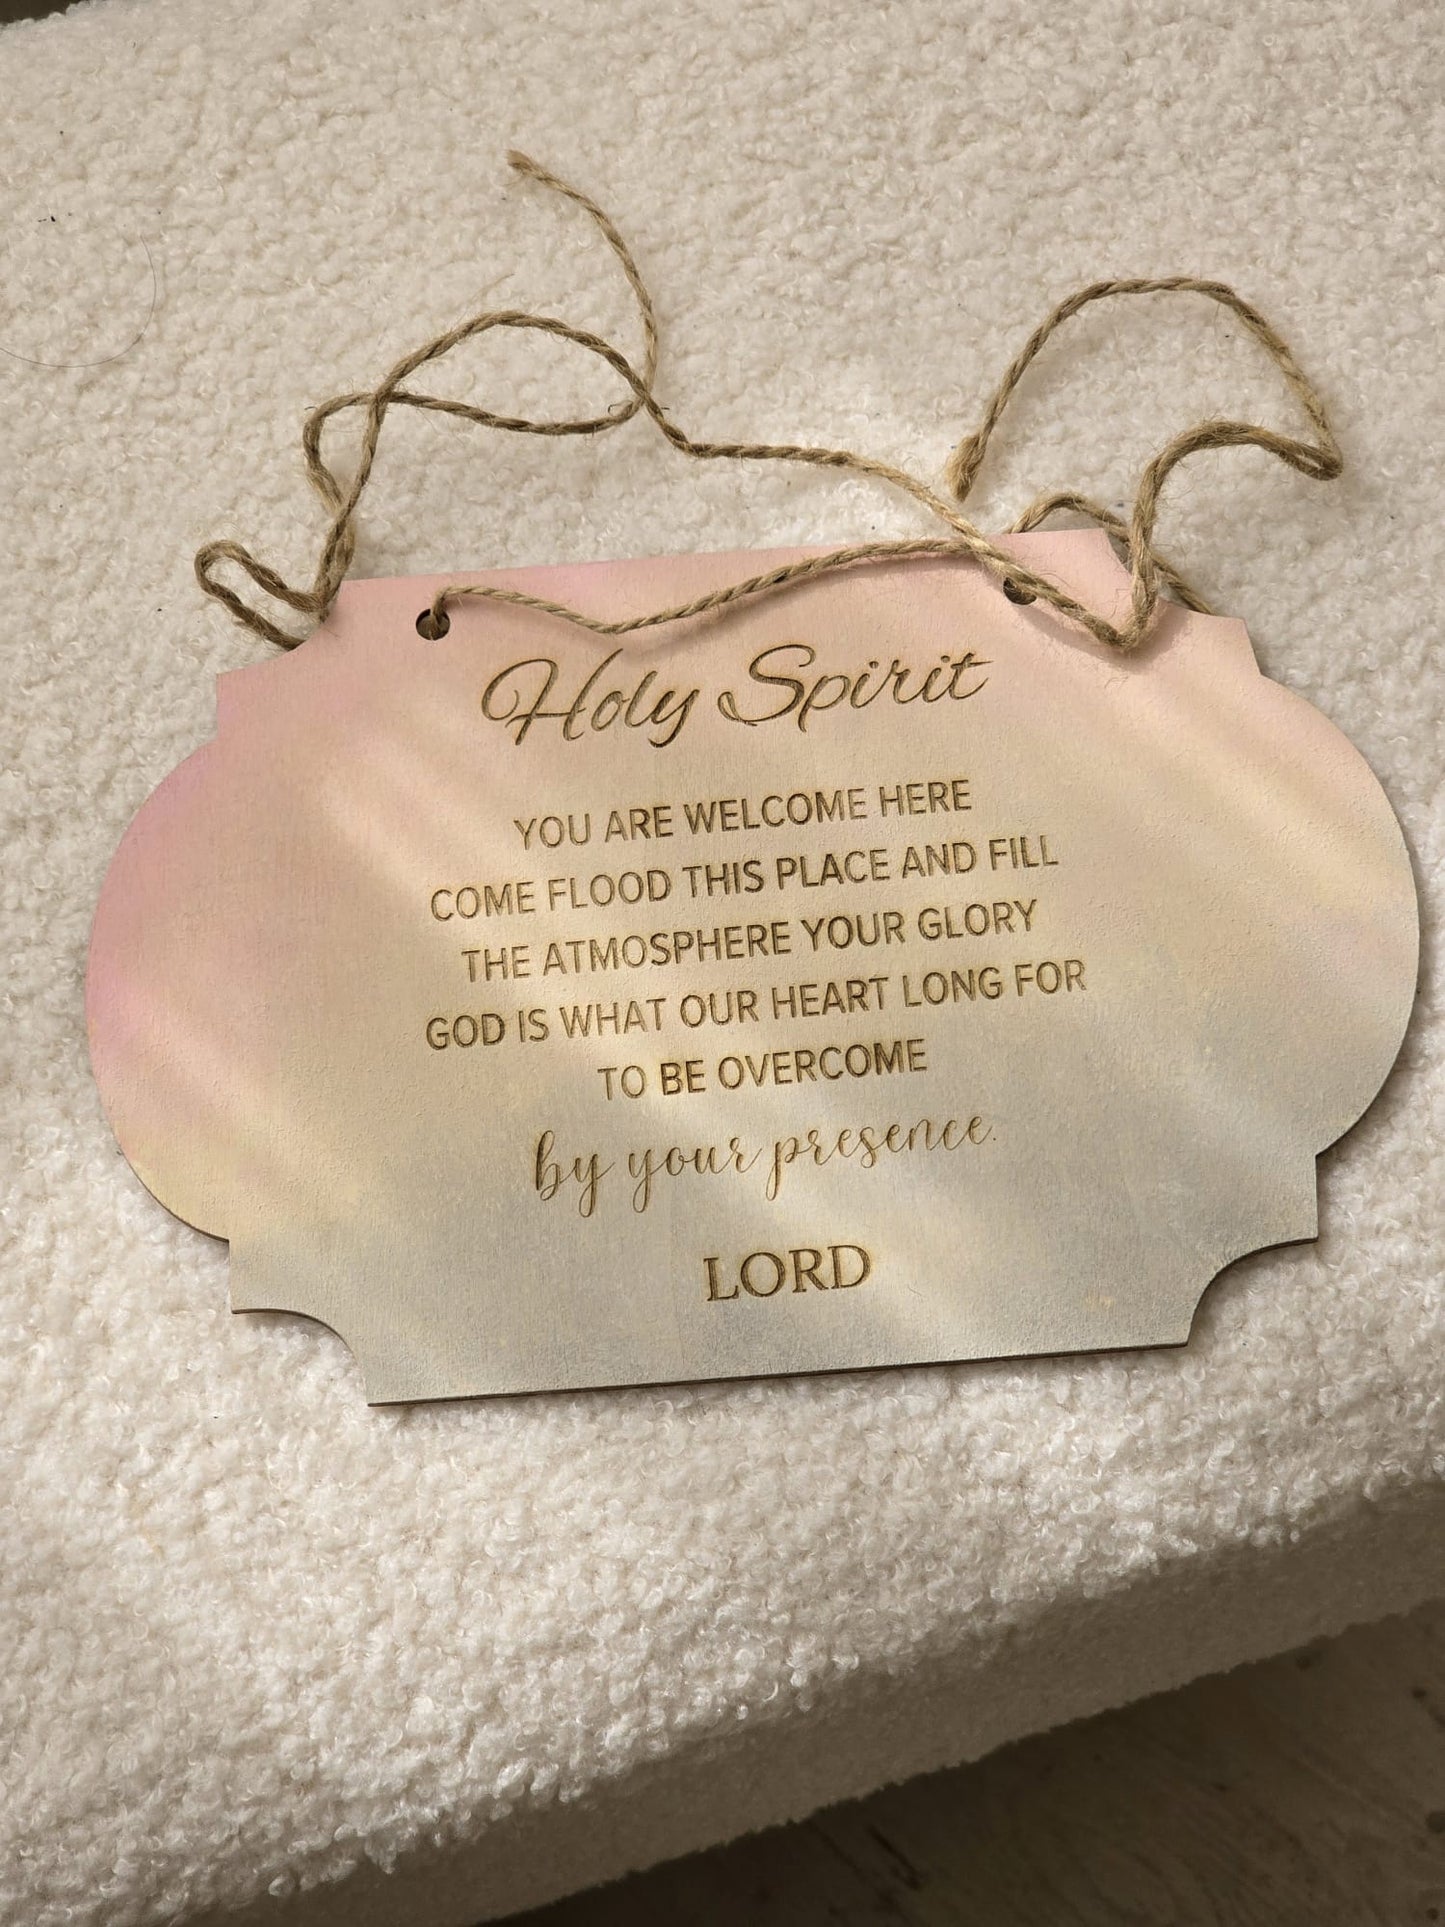 Holy Spirit
YOU ARE WELCOME HERE
COME FLOOD THIS PLACE AND FILL
THE ATMOSPHERE YOUR GLORY
GOD IS WHAT OUR HEART LONG FOR
TO BE OVERCOME
by your presence.
LORD